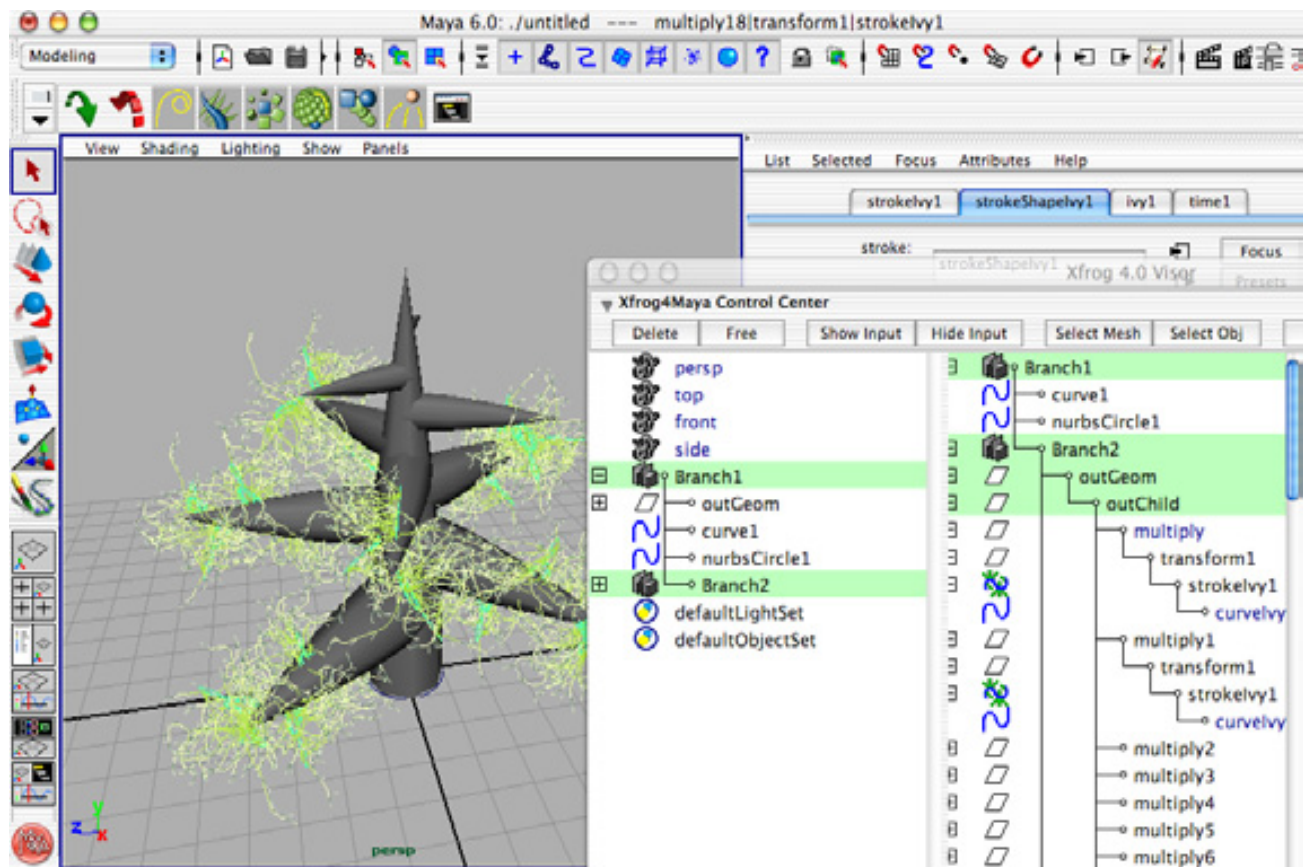 Maya 6.0: ./untitled --- multiply18|transform1|strokeIvy1
Modeling
View Shading Lighting Show Panels
List Selected Focus Attributes Help
strokeIvy1 strokeShapeIvy1 ivy1 time1
stroke: strokeShapeIvy1 Focus
Presets
Xfrog 4.0 Visor
Xfrog4Maya Control Center
Delete Free Show Input Hide Input Select Mesh Select Obj
persp
top
front
side
Branch1
outGeom
curve1
nurbsCircle1
Branch2
defaultLightSet
defaultObjectSet
Branch1
curve1
nurbsCircle1
Branch2
outGeom
outChild
multiply
transform1
strokeIvy1
curveIvy
multiply1
transform1
strokeIvy1
curveIvy
multiply2
multiply3
multiply4
multiply5
multiply6
y
z x
persp